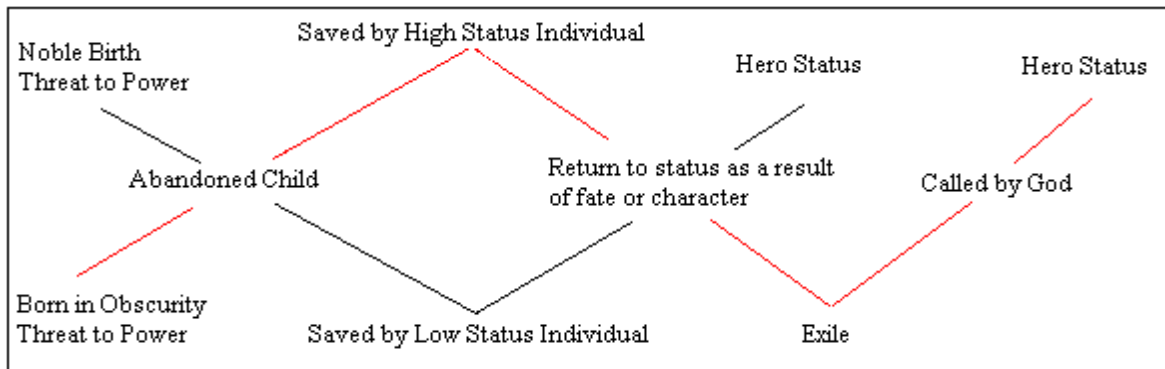 Saved by High Status Individual
Noble Birth
Threat to Power
Hero Status
Hero Status
Abandoned Child
Return to status as a result
of fate or character
Called by God
Born in Obscurity
Threat to Power
Saved by Low Status Individual
Exile